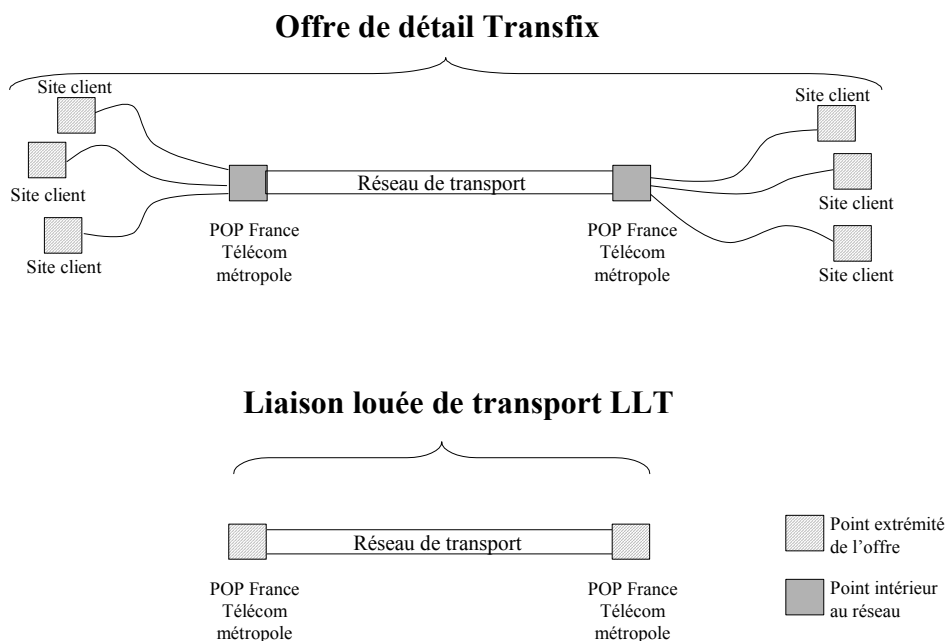 Offre de détail Transfix
Site client
Site client
Site client
Site client
Site client
Site client
Réseau de transport
POP France
Télécom
métropole
POP France
Télécom
métropole
Liaison louée de transport LLT
Réseau de transport
POP France
Télécom
métropole
POP France
Télécom
métropole
Point extrémité
de l’offre
Point intérieur
au réseau